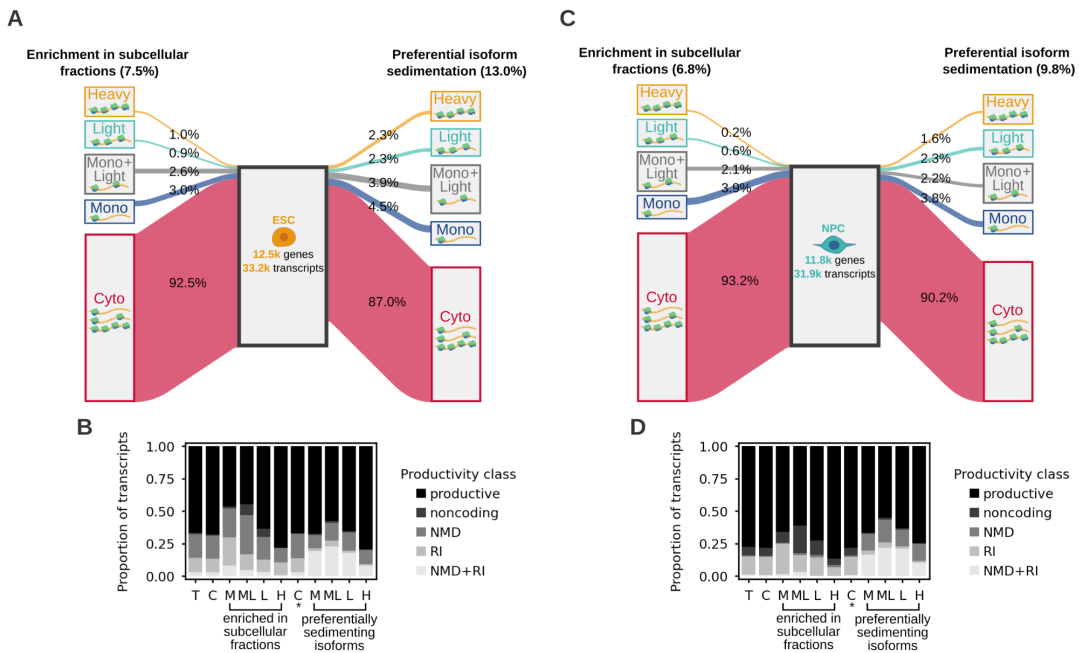 A
Enrichment in subcellular
fractions (7.5%)
Preferential isoform
sedimentation (13.0%)
Heavy
Light
Mono+
Light
Mono
Cyto
1.0%
0.9%
2.6%
3.0%
92.5%
ESC
12.5k genes
33.2k transcripts
2.3%
2.3%
3.9%
4.5%
87.0%
Heavy
Light
Mono+
Light
Mono
Cyto
C
Enrichment in subcellular
fractions (6.8%)
Preferential isoform
sedimentation (9.8%)
Heavy
Light
Mono+
Light
Mono
Cyto
0.2%
0.6%
2.1%
3.9%
93.2%
NPC
11.8k genes
31.9k transcripts
1.6%
2.3%
2.2%
3.8%
90.2%
Heavy
Light
Mono+
Light
Mono
Cyto
B
Proportion of transcripts
1.00
0.75
0.50
0.25
0.00
T C M ML L H C M ML L H
*
enriched in
subcellular
fractions
preferentially
sedimenting
isoforms
Productivity class
productive
noncoding
NMD
RI
NMD+RI
D
Proportion of transcripts
1.00
0.75
0.50
0.25
0.00
T C M ML L H C M ML L H
*
enriched in
subcellular
fractions
preferentially
sedimenting
isoforms
Productivity class
productive
noncoding
NMD
RI
NMD+RI